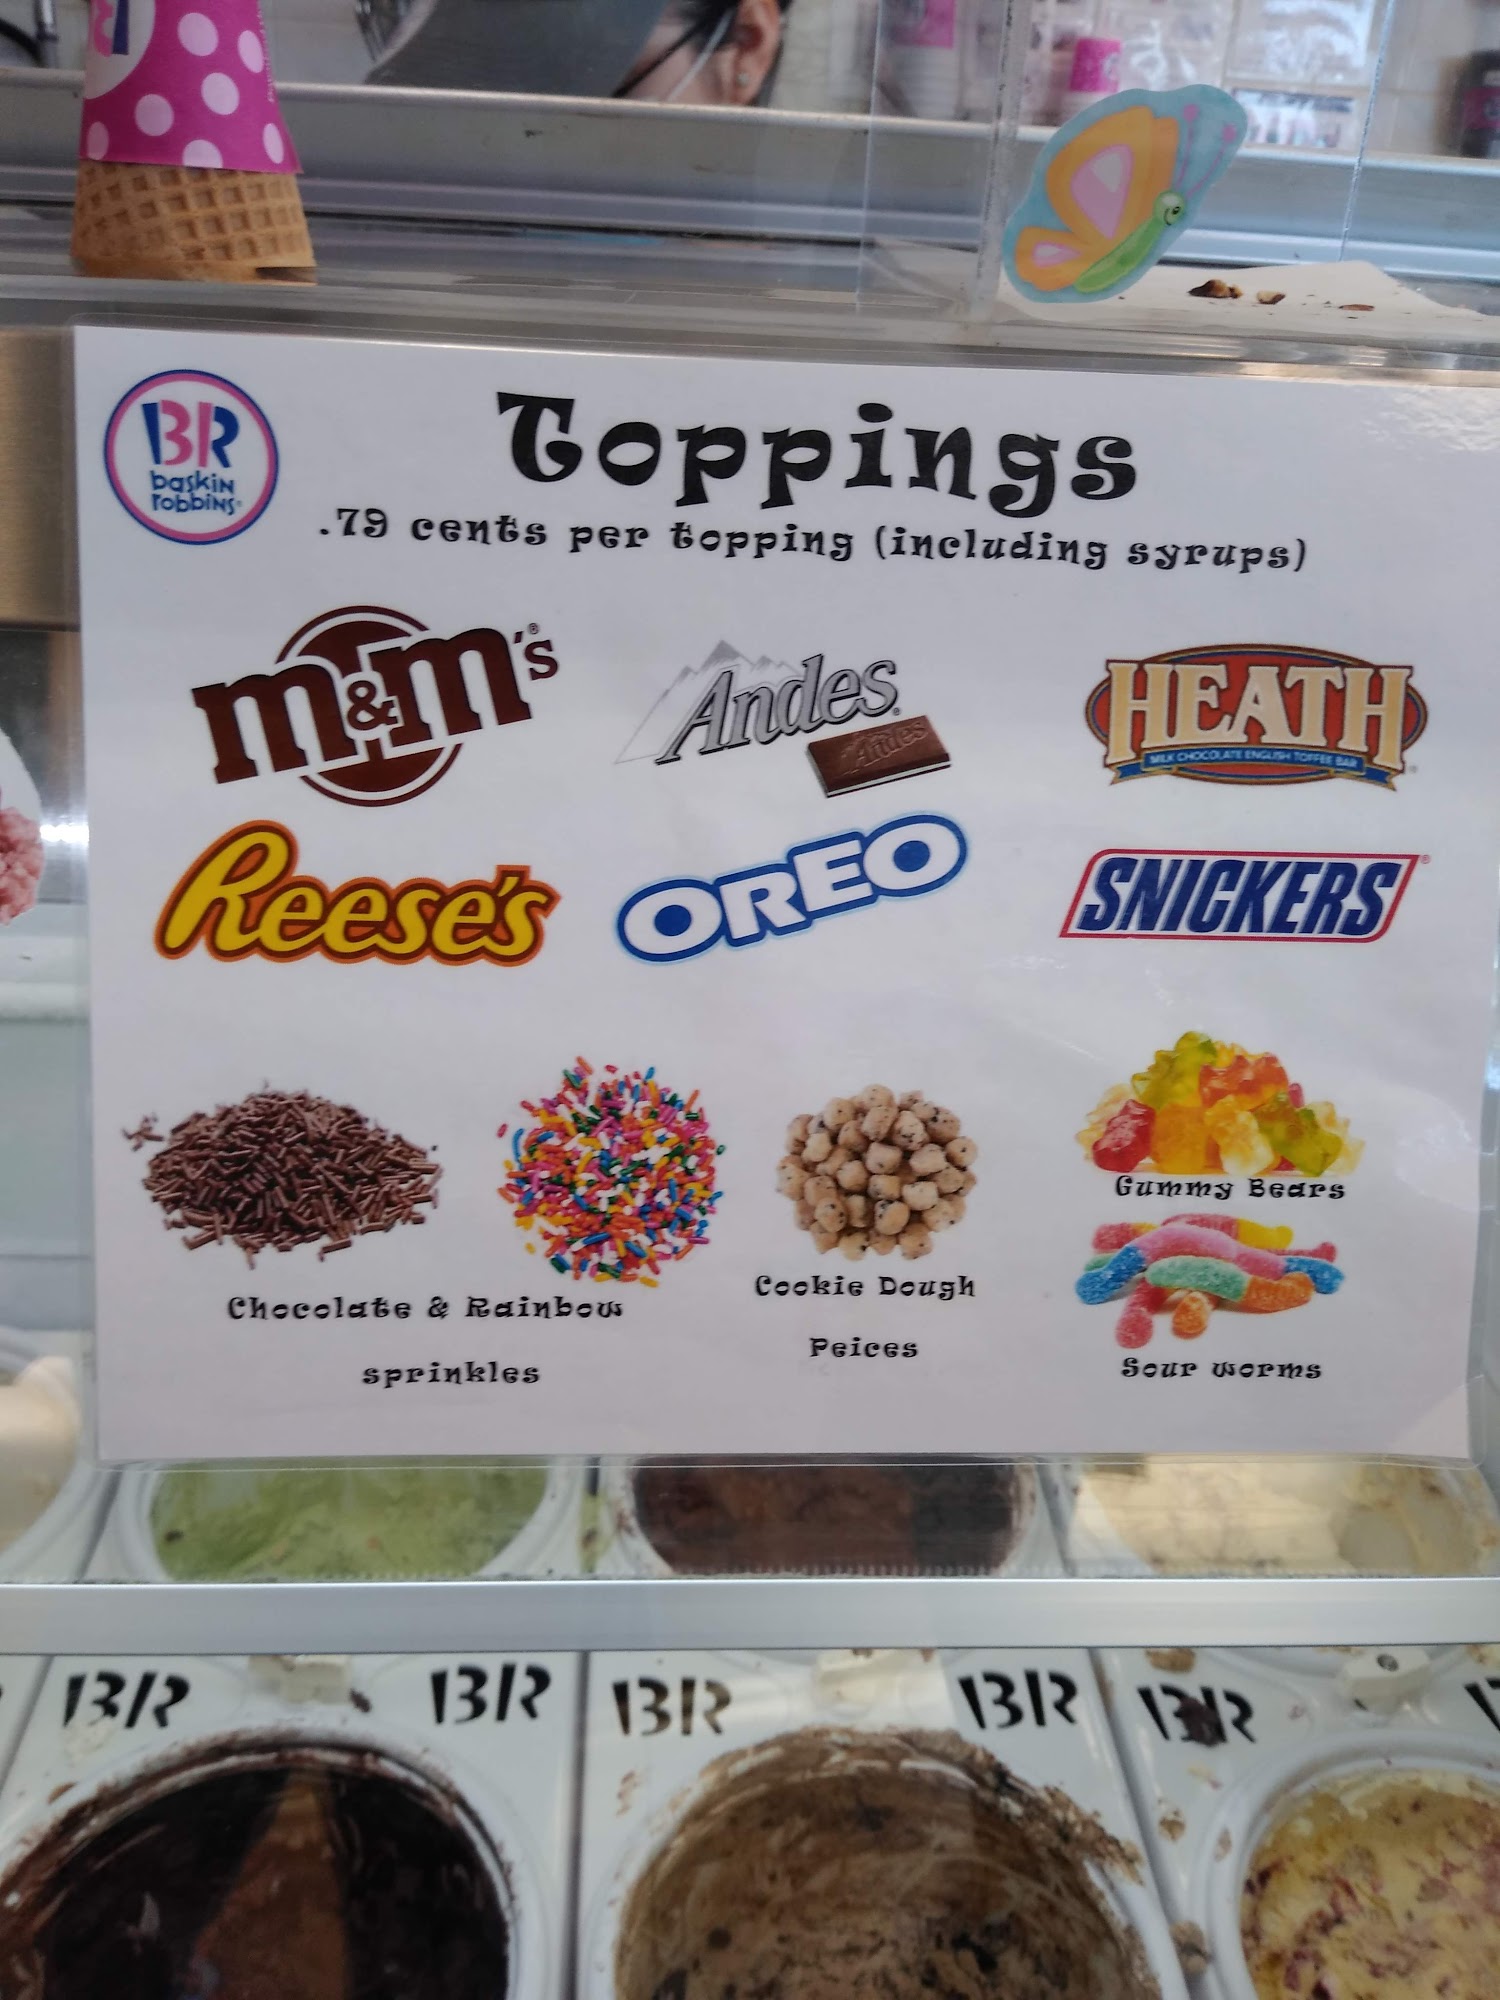 BR
baskin
robbins
Toppings
.79 cents per topping (including syrups)
m&m's
Andes
Andes
HEATH
MILK CHOCOLATE ENGLISH TOFFEE BAR
Reese's
OREO
SNICKERS
Gummy Bears
Chocolate & Rainbow
sprinkles
Cookie Dough
Peices
Sour worms
BR BR BR BR BR